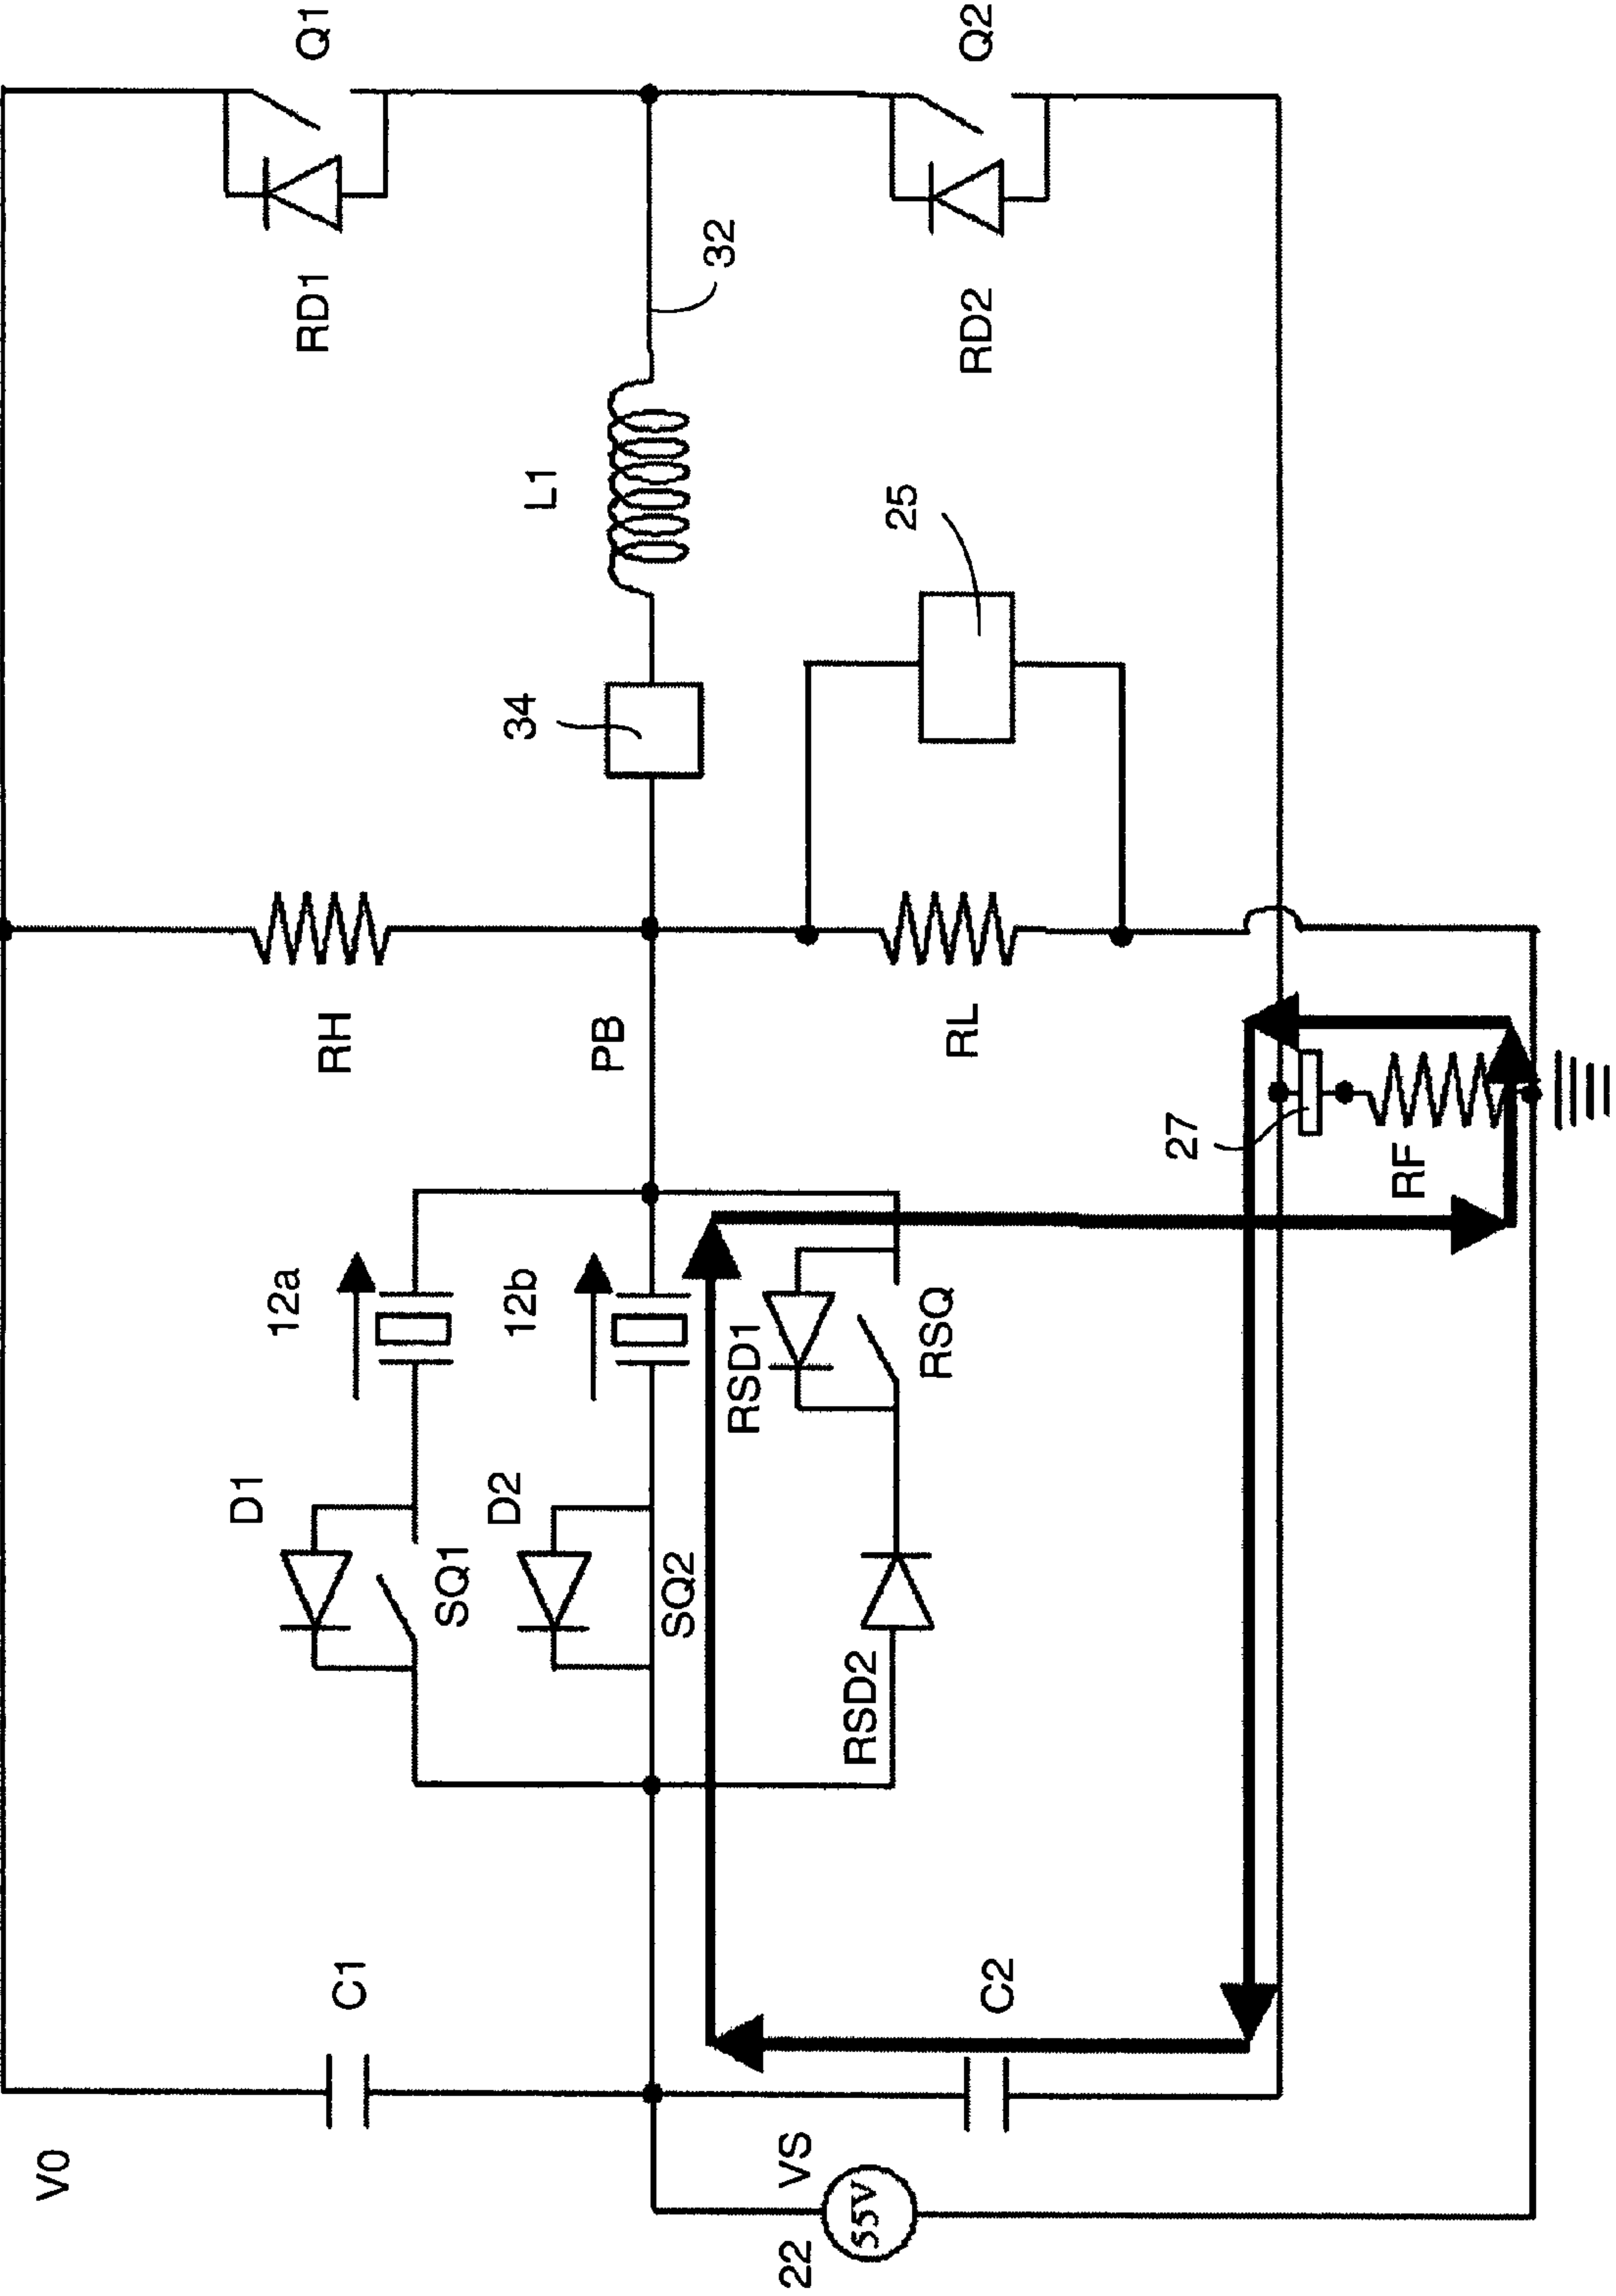 V0
C1
22
VS
55V
C2
D1
12a
SQ1
D2
12b
SQ2
RSD1
RSD2
RSQ
RH
PB
RL
27
RF
34
L1
25
32
RD1
Q1
RD2
Q2